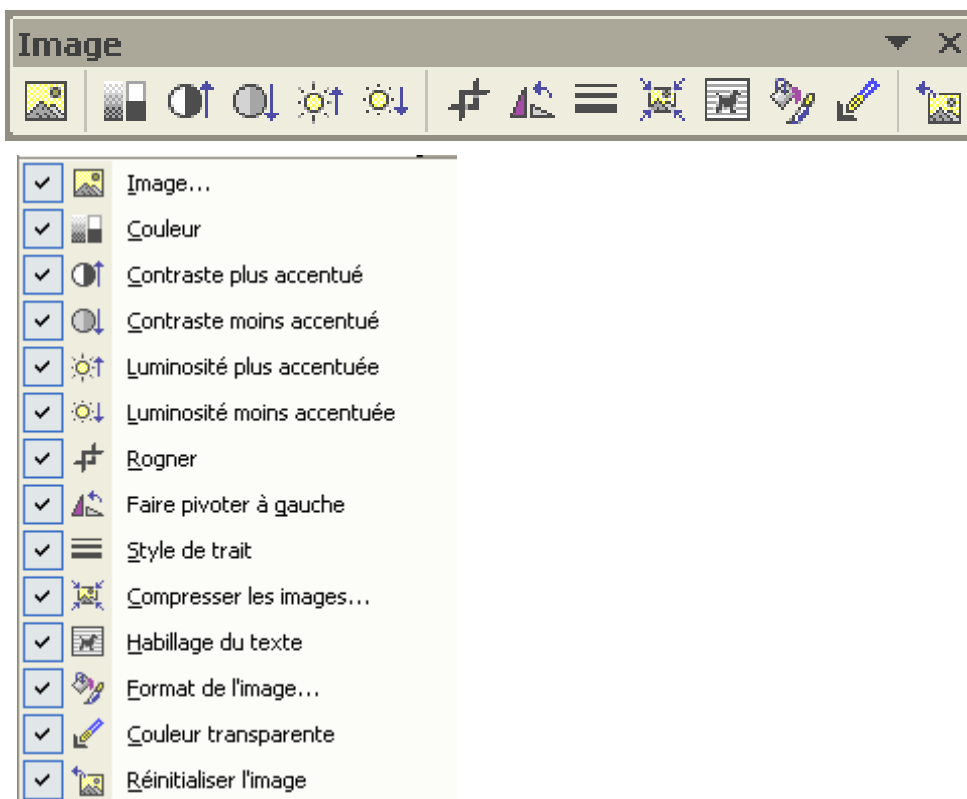 Image
Image...
Couleur
Contraste plus accentué
Contraste moins accentué
Luminosité plus accentuée
Luminosité moins accentuée
Rogner
Faire pivoter à gauche
Style de trait
Compresser les images...
Habillage du texte
Format de l'image...
Couleur transparente
Réinitialiser l'image